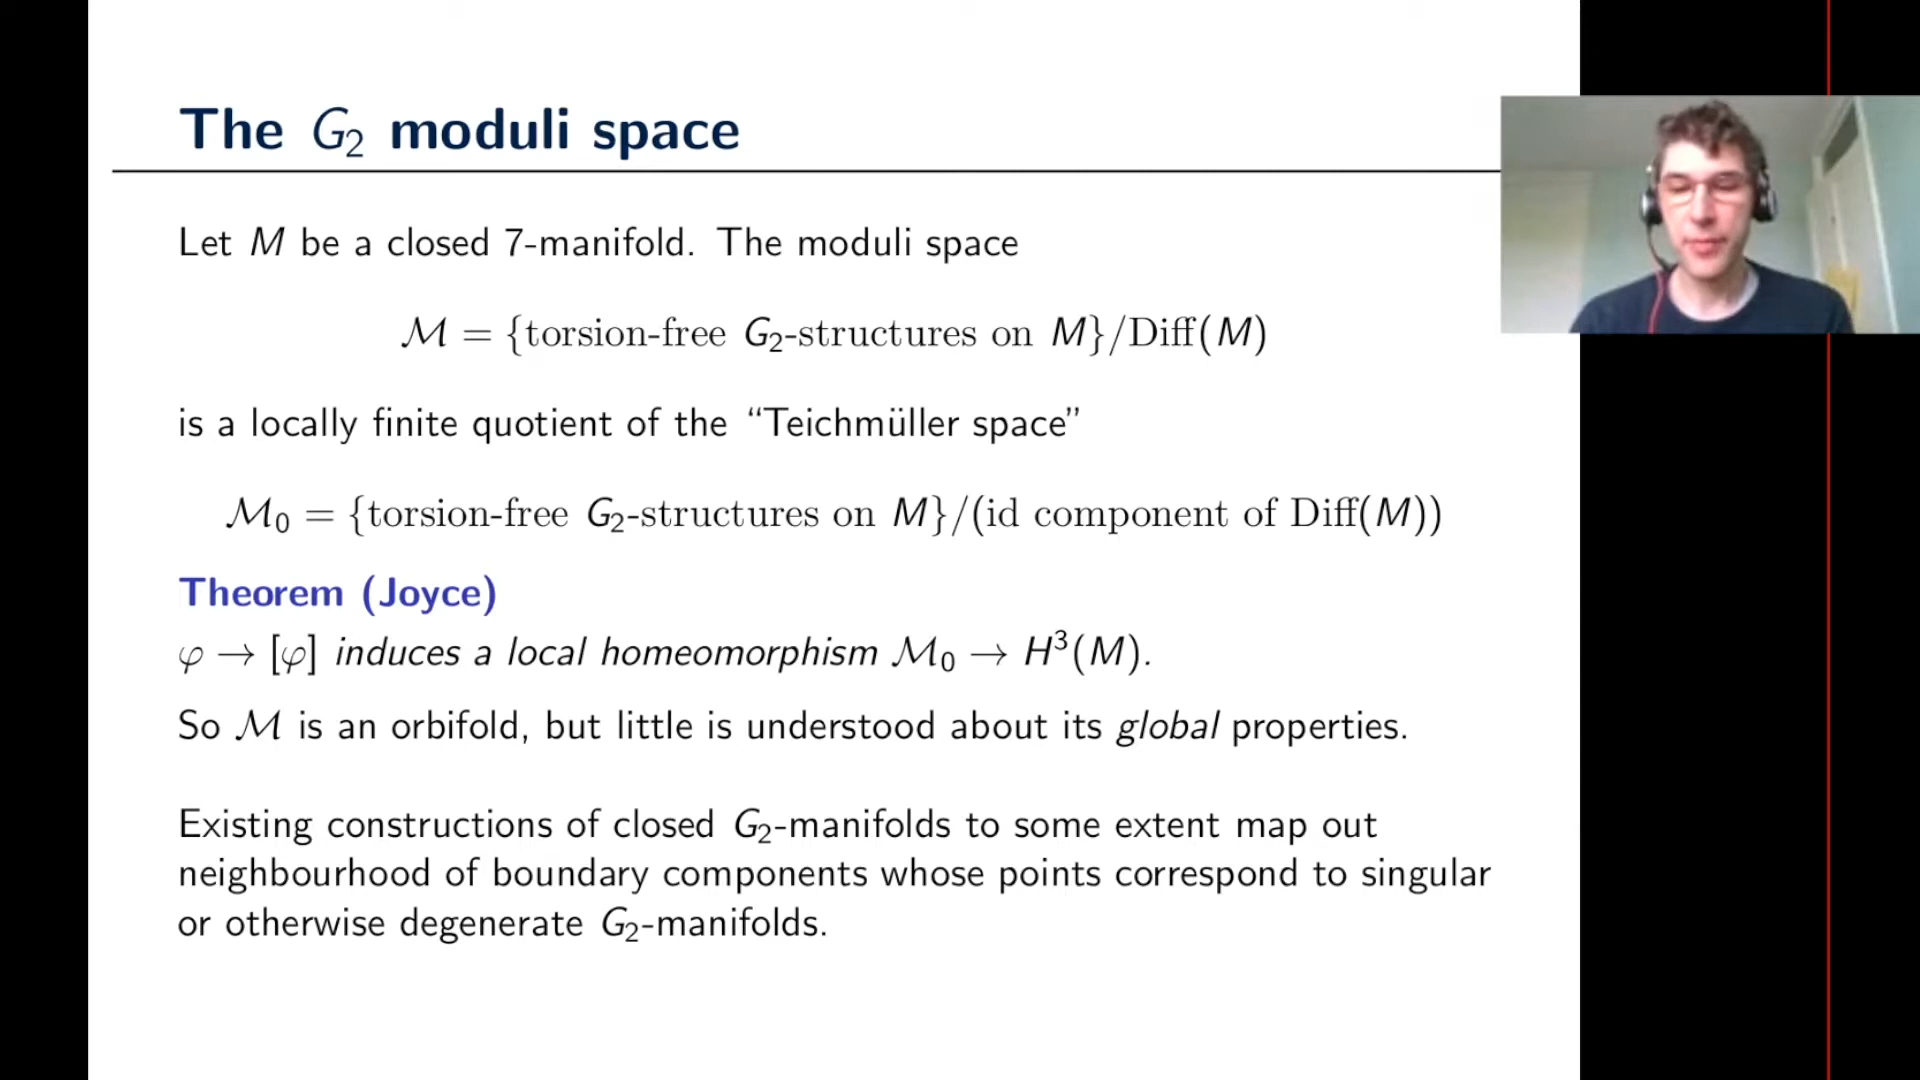 The G₂ moduli space
Let M be a closed 7-manifold. The moduli space
ℳ = {torsion-free G₂-structures on M}/Diff(M)
is a locally finite quotient of the “Teichmüller space”
ℳ₀ = {torsion-free G₂-structures on M}/(id component of Diff(M))
Theorem (Joyce)
φ → [φ] induces a local homeomorphism ℳ₀ → H³(M).
So ℳ is an orbifold, but little is understood about its global properties.
Existing constructions of closed G₂-manifolds to some extent map out
neighbourhood of boundary components whose points correspond to singular
or otherwise degenerate G₂-manifolds.